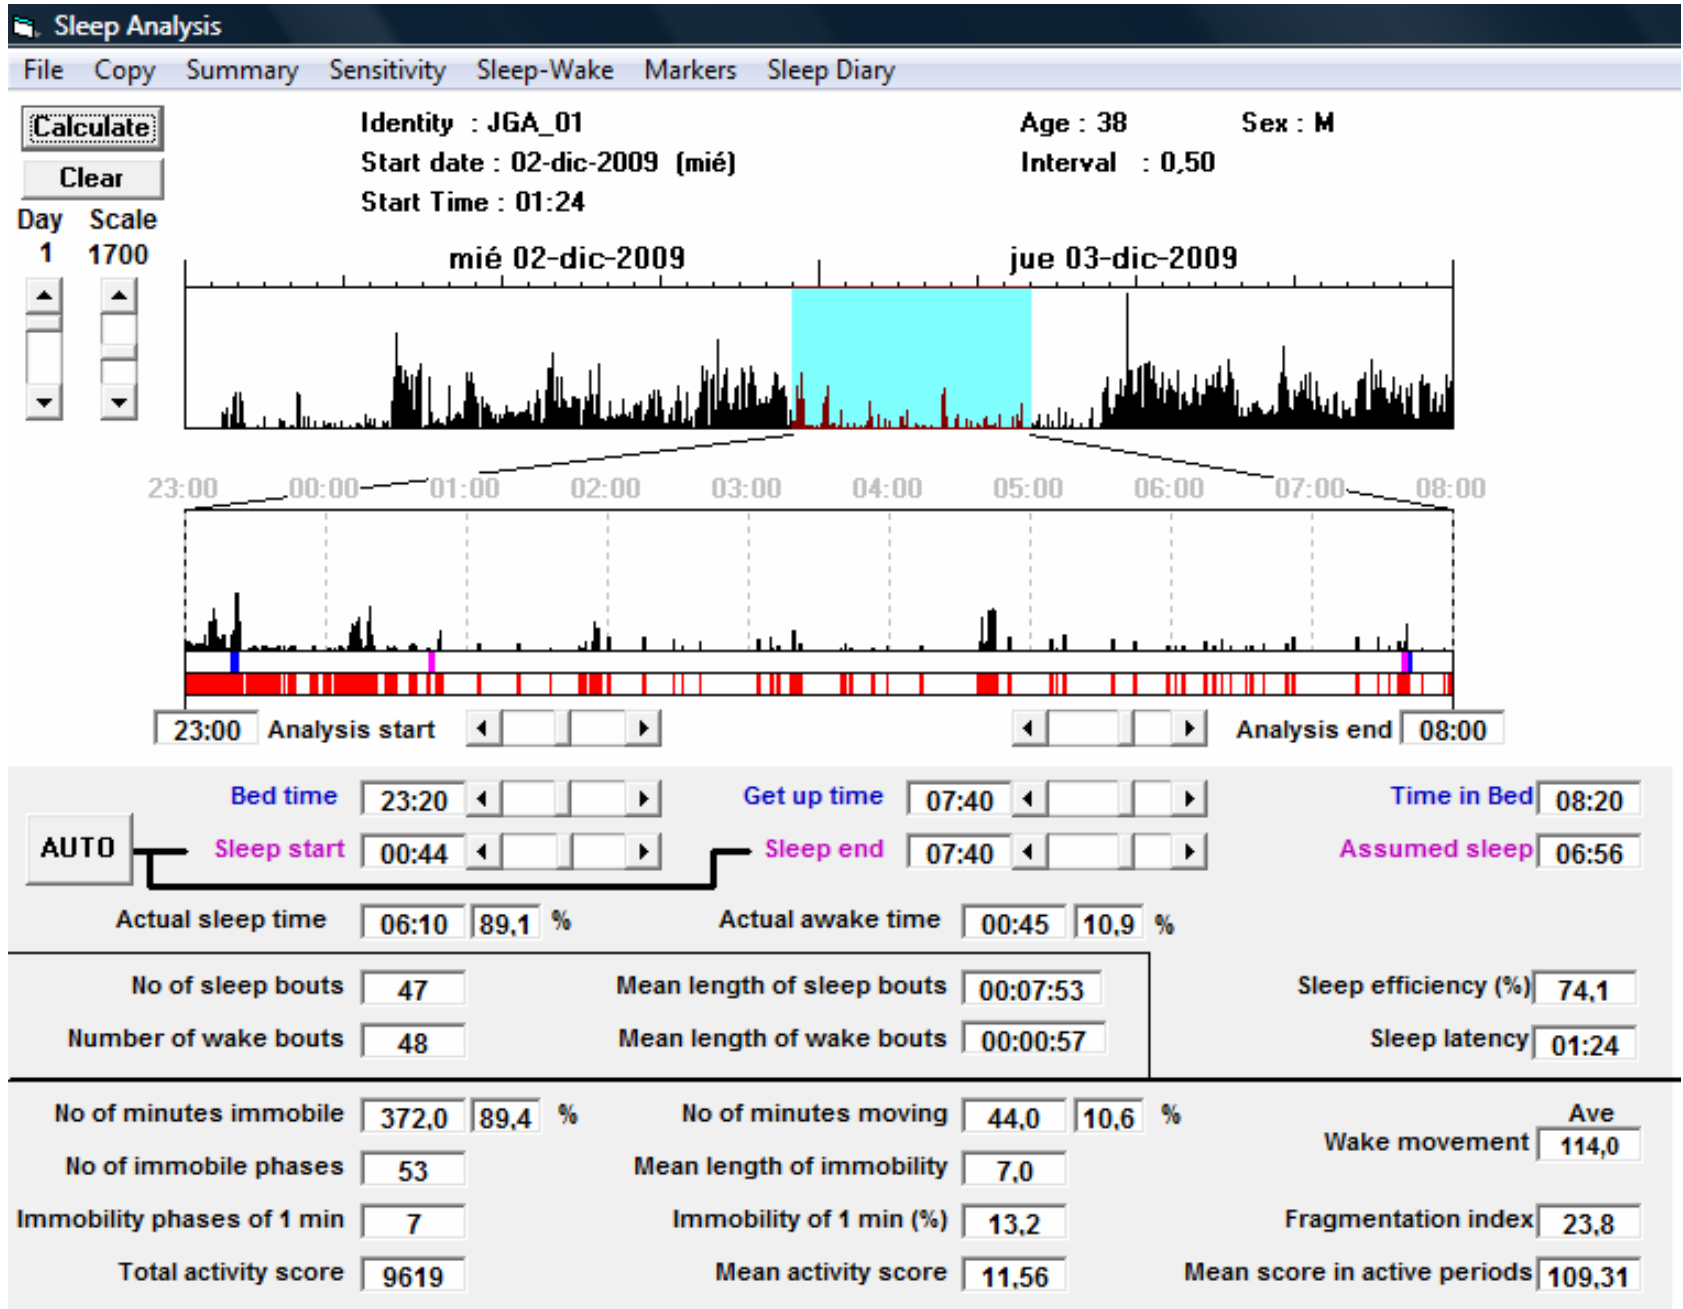 Sleep Analysis
File Copy Summary Sensitivity Sleep-Wake Markers Sleep Diary
Calculate Identity : JGA_01 Age : 38 Sex : M
Clear Start date : 02-dic-2009 (mié) Interval : 0,50
Start Time : 01:24
Day Scale
1 1700 mié 02-dic-2009 jue 03-dic-2009
23:00 00:00 01:00 02:00 03:00 04:00 05:00 06:00 07:00 08:00
23:00 Analysis start Analysis end 08:00
Bed time 23:20 Get up time 07:40 Time in Bed 08:20
AUTO Sleep start 00:44 Sleep end 07:40 Assumed sleep 06:56
Actual sleep time 06:10 89,1 % Actual awake time 00:45 10,9 %
No of sleep bouts 47 Mean length of sleep bouts 00:07:53 Sleep efficiency (%) 74,1
Number of wake bouts 48 Mean length of wake bouts 00:00:57 Sleep latency 01:24
No of minutes immobile 372,0 89,4 % No of minutes moving 44,0 10,6 % Ave
Wake movement 114,0
No of immobile phases 53 Mean length of immobility 7,0
Immobility phases of 1 min 7 Immobility of 1 min (%) 13,2 Fragmentation index 23,8
Total activity score 9619 Mean activity score 11,56 Mean score in active periods 109,31